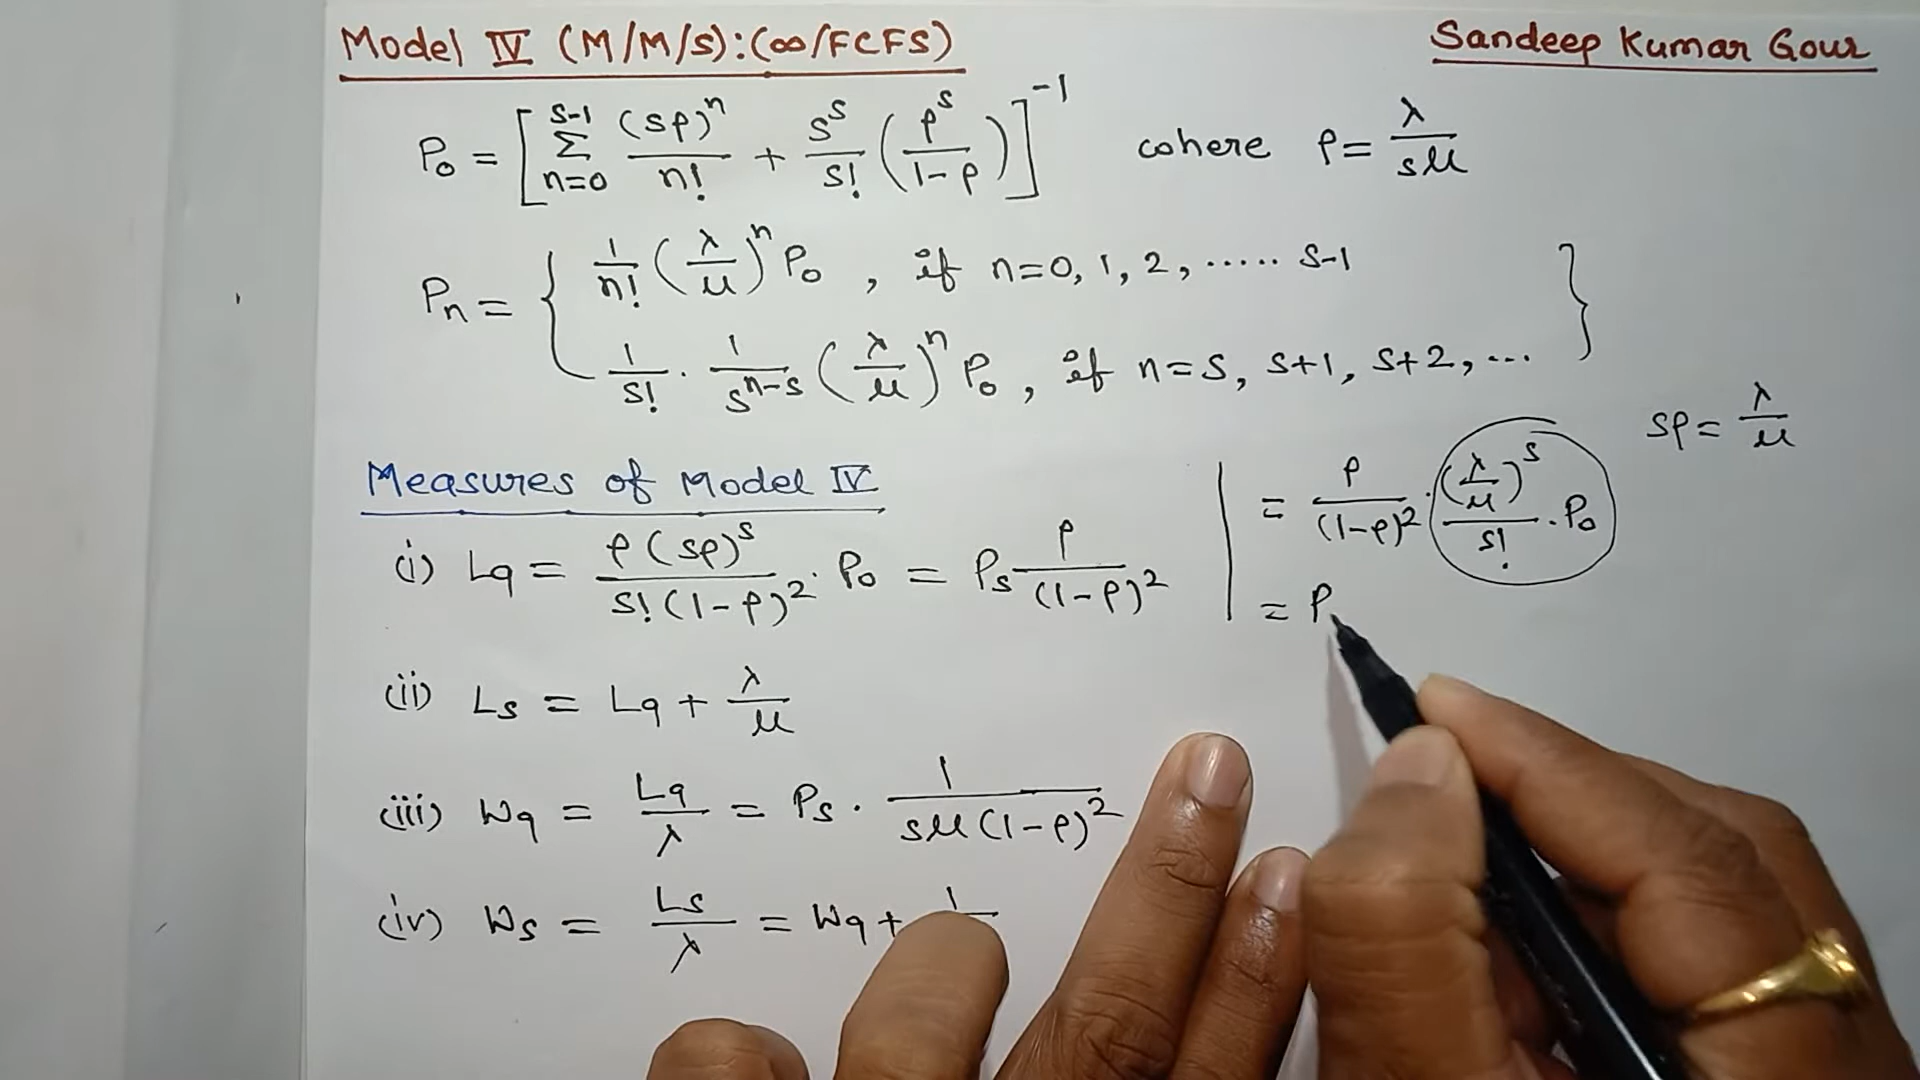 Model IV (M/M/S):(∞/FCFS)
Sandeep Kumar Gour
P₀ = [ Σ_{n=0}^{s-1} (sρ)^n / n! + s^s / s! ( ρ^s / 1-ρ ) ]^{-1} where ρ = λ / sμ
Pn = { 1/n! (λ/μ)^n P₀ , if n=0, 1, 2, ..... s-1 }
1/s! · 1/s^{n-s} (λ/μ)^n P₀ , if n=s, s+1, s+2, ...
sρ = λ/μ
Measures of Model IV
(i) Lq = ρ(sρ)^s / s!(1-ρ)² · P₀ = Ps ρ / (1-ρ)²
= ρ / (1-ρ)² · (λ/μ)^s / s! · P₀
= P
(ii) Ls = Lq + λ/μ
(iii) Wq = Lq/λ = Ps · 1 / sμ(1-ρ)²
(iv) Ws = Ls/λ = Wq + 1